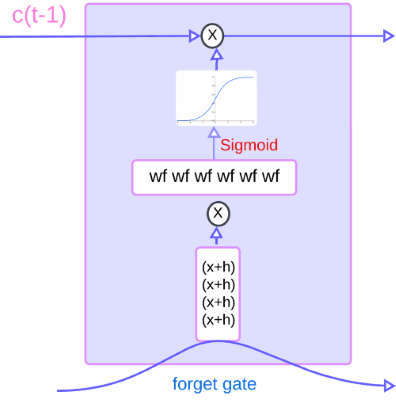 c(t-1)
X
Sigmoid
wf wf wf wf wf wf
X
(x+h)
(x+h)
(x+h)
(x+h)
forget gate